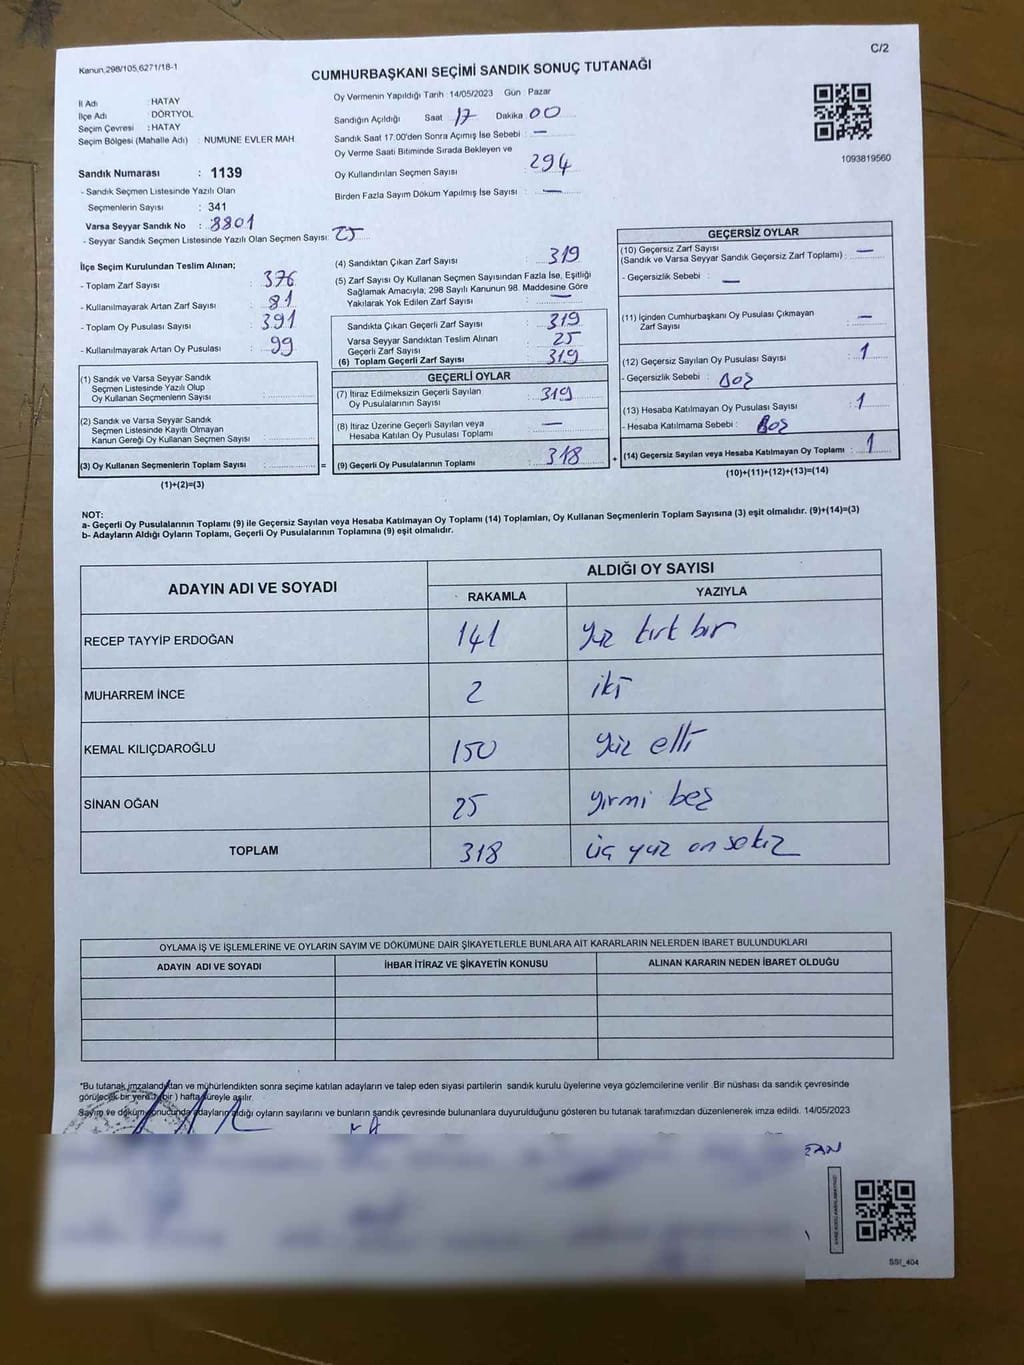 Kanun,298/105,6271/18-1
C/2
CUMHURBAŞKANI SEÇİMİ SANDIK SONUÇ TUTANAĞI
İl Adı : HATAY
İlçe Adı : DÖRTYOL
Seçim Çevresi : HATAY
Seçim Bölgesi (Mahalle Adı) : NUMUNE EVLER MAH
Sandık Numarası : 1139
- Sandık Seçmen Listesinde Yazılı Olan
Seçmenlerin Sayısı : 341
Varsa Seyyar Sandık No : 3801
- Seyyar Sandık Seçmen Listesinde Yazılı Olan Seçmen Sayısı: 25
Oy Vermenin Yapıldığı Tarih :14/05/2023 Gün : Pazar
Sandığın Açıldığı Saat 17 Dakika 00
Sandık Saat 17.00'den Sonra Açımış İse Sebebi : —
Oy Verme Saati Bitiminde Sırada Bekleyen ve
Oy Kullandırılan Seçmen Sayısı : 294
Birden Fazla Sayım Döküm Yapılmış İse Sayısı : —
1093819560
İlçe Seçim Kurulundan Teslim Alınan;
- Toplam Zarf Sayısı : 376
- Kullanılmayarak Artan Zarf Sayısı : 81
- Toplam Oy Pusulası Sayısı : 391
- Kullanılmayarak Artan Oy Pusulası : 99
(1) Sandık ve Varsa Seyyar Sandık
Seçmen Listesinde Yazılı Olup
Oy Kullanan Seçmenlerin Sayısı :
(2) Sandık ve Varsa Seyyar Sandık
Seçmen Listesinde Kayıtlı Olmayan
Kanun Gereği Oy Kullanan Seçmen Sayısı :
(3) Oy Kullanan Seçmenlerin Toplam Sayısı : =
(1)+(2)=(3)
(4) Sandıktan Çıkan Zarf Sayısı : 319
(5) Zarf Sayısı Oy Kullanan Seçmen Sayısından Fazla İse, Eşitliği
Sağlamak Amacıyla; 298 Sayılı Kanunun 98. Maddesine Göre
Yakılarak Yok Edilen Zarf Sayısı : —
Sandıkta Çıkan Geçerli Zarf Sayısı : 319
Varsa Seyyar Sandıktan Teslim Alınan
Geçerli Zarf Sayısı : 25
(6) Toplam Geçerli Zarf Sayısı : 319
GEÇERLİ OYLAR
(7) İtiraz Edilmeksizin Geçerli Sayılan
Oy Pusulalarının Sayısı : 319
(8) İtiraz Üzerine Geçerli Sayılan veya
Hesaba Katılan Oy Pusulası Toplamı : —
(9) Geçerli Oy Pusulalarının Toplamı : 318 +
GEÇERSİZ OYLAR
(10) Geçersiz Zarf Sayısı
(Sandık ve Varsa Seyyar Sandık Geçersiz Zarf Toplamı) : —
- Geçersizlik Sebebi : —
(11) İçinden Cumhurbaşkanı Oy Pusulası Çıkmayan
Zarf Sayısı : —
(12) Geçersiz Sayılan Oy Pusulası Sayısı : 1
- Geçersizlik Sebebi : Boş
(13) Hesaba Katılmayan Oy Pusulası Sayısı : 1
- Hesaba Katılmama Sebebi : Boş
(14) Geçersiz Sayılan veya Hesaba Katılmayan Oy Toplamı : 1
(10)+(11)+(12)+(13)=(14)
NOT:
a- Geçerli Oy Pusulalarının Toplamı (9) ile Geçersiz Sayılan veya Hesaba Katılmayan Oy Toplamı (14) Toplamları, Oy Kullanan Seçmenlerin Toplam Sayısına (3) eşit olmalıdır. (9)+(14)=(3)
b- Adayların Aldığı Oyların Toplamı, Geçerli Oy Pusulalarının Toplamına (9) eşit olmalıdır.
ADAYIN ADI VE SOYADI
ALDIĞI OY SAYISI
RAKAMLA YAZIYLA
RECEP TAYYİP ERDOĞAN 141 yüz kırk bir
MUHARREM İNCE 2 iki
KEMAL KILIÇDAROĞLU 150 yüz elli
SİNAN OĞAN 25 yirmi beş
TOPLAM 318 üç yüz on sekiz
OYLAMA İŞ VE İŞLEMLERİNE VE OYLARIN SAYIM VE DÖKÜMÜNE DAİR ŞİKAYETLERLE BUNLARA AİT KARARLARIN NELERDEN İBARET BULUNDUKLARI
ADAYIN ADI VE SOYADI İHBAR İTİRAZ VE ŞİKAYETİN KONUSU ALINAN KARARIN NEDEN İBARET OLDUĞU
*Bu tutanak imzalandıktan ve mühürlendikten sonra seçime katılan adayların ve talep eden siyasi partilerin sandık kurulu üyelerine veya gözlemcilerine verilir .Bir nüshası da sandık çevresinde
görülecek bir yere 1(bir ) hafta süreyle asılır.
Sayım ve döküm sonucunda adayların aldığı oyların sayılarını ve bunların sandık çevresinde bulunanlara duyurulduğunu gösteren bu tutanak tarafımızdan düzenlenerek imza edildi. 14/05/2023
SSI_404